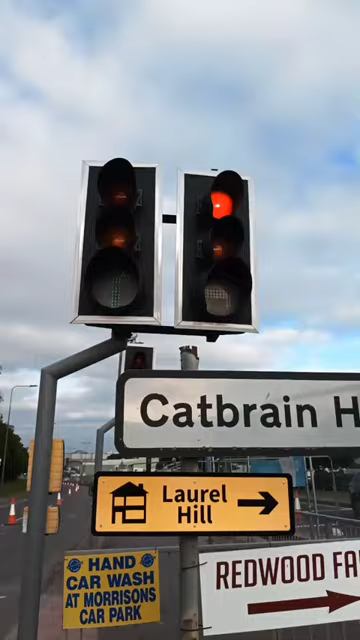 Catbrain H
Laurel
Hill
HAND
CAR WASH
AT MORRISONS
CAR PARK
REDWOOD FA